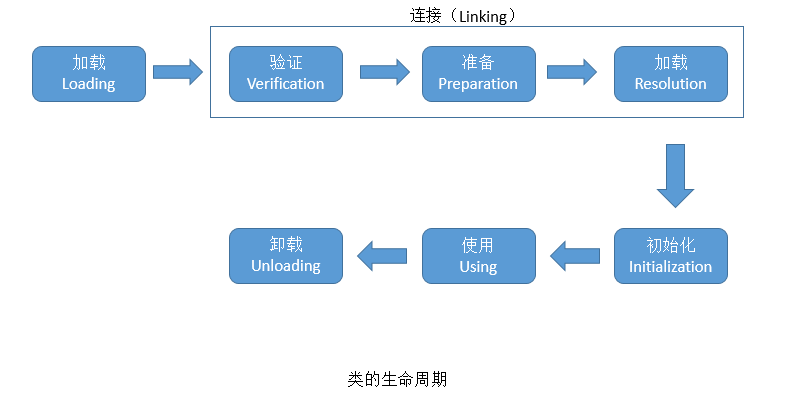 连接（Linking）
加载
Loading
验证
Verification
准备
Preparation
加载
Resolution
初始化
Initialization
使用
Using
卸载
Unloading
类的生命周期